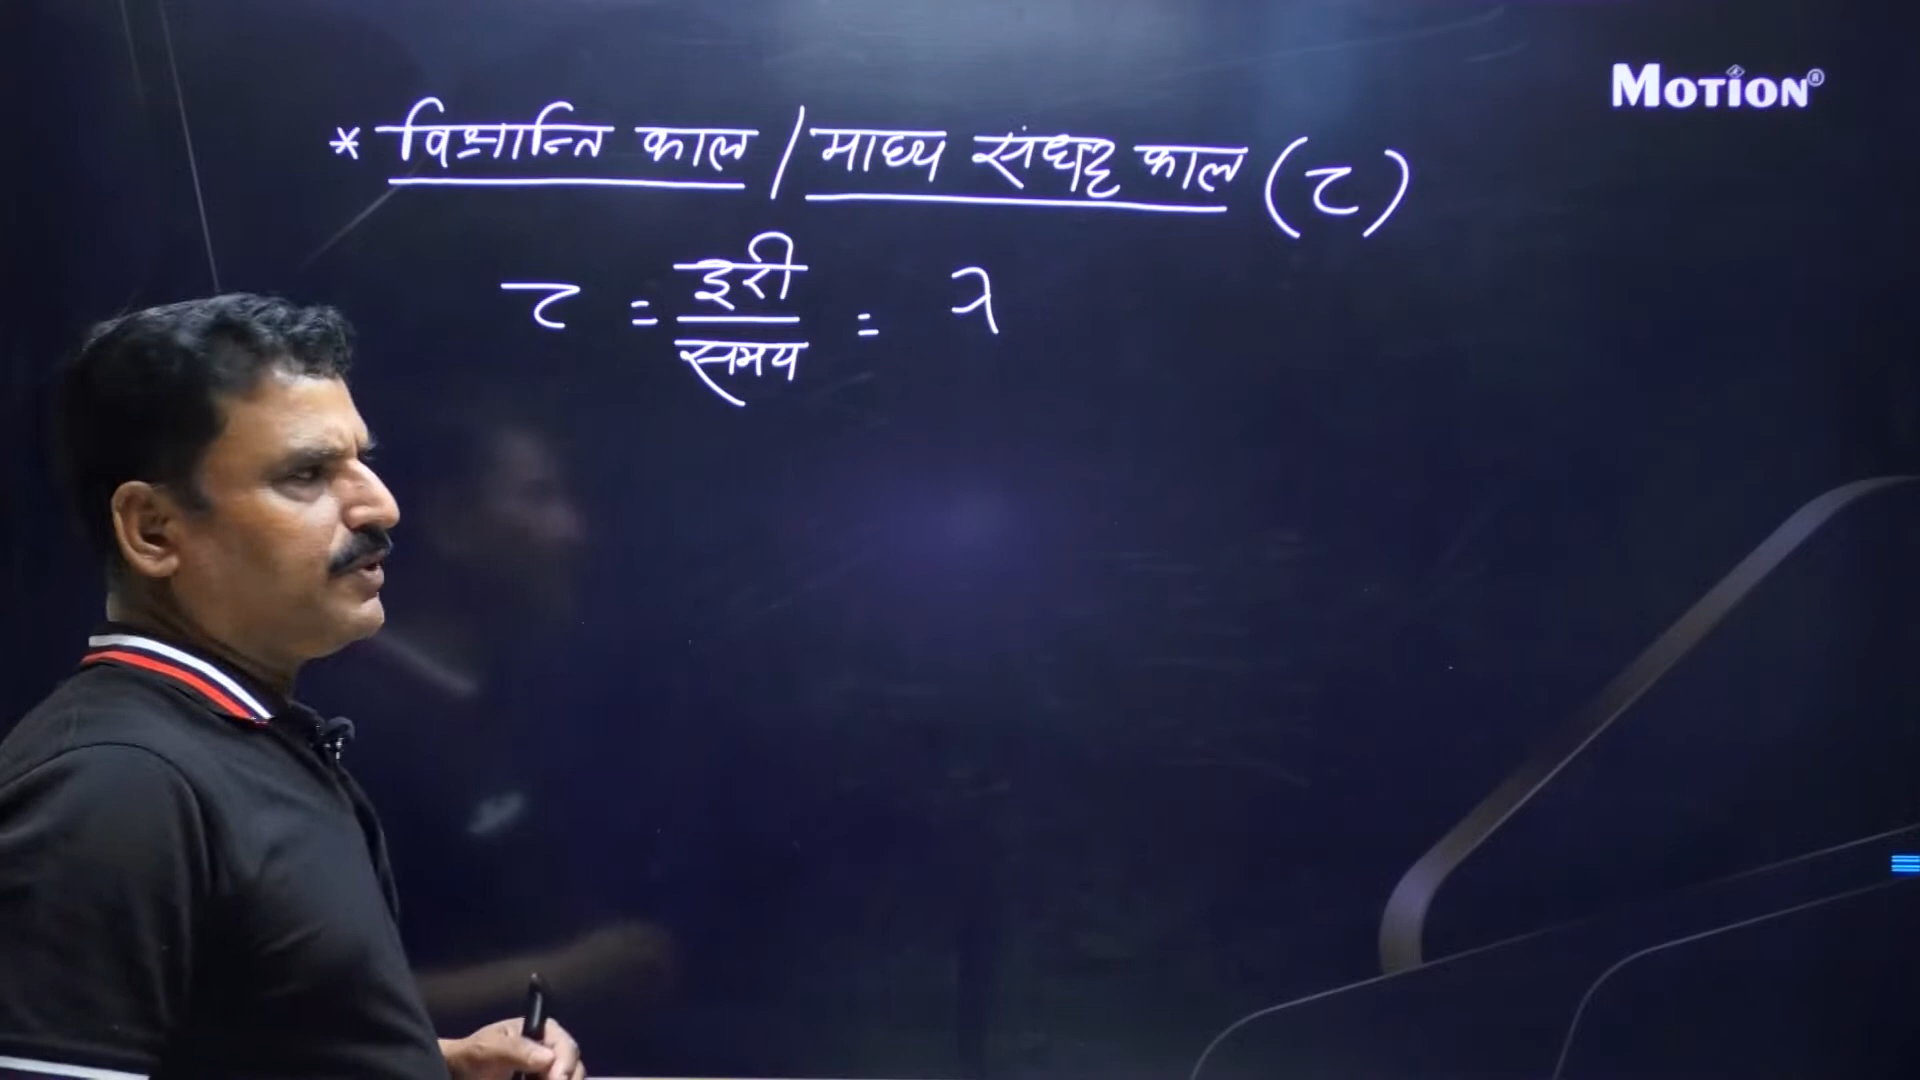 MOTiON®
* विश्रान्ति काल / माध्य संघट्ट काल (τ)
τ = दूरी / समय = λ